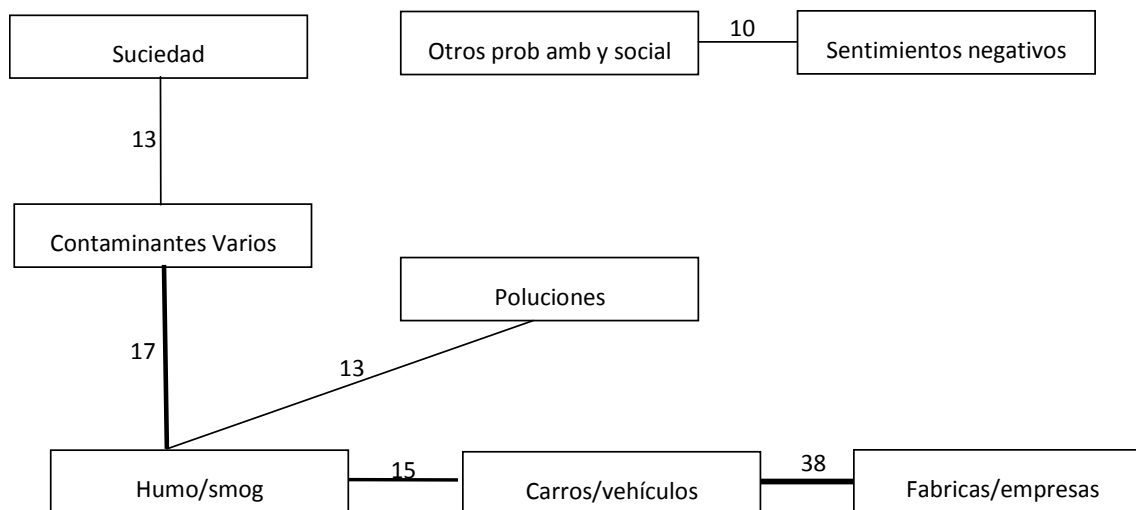 Suciedad
Otros prob amb y social
10
Sentimientos negativos
13
Contaminantes Varios
Poluciones
17
13
Humo/smog
15
Carros/vehículos
38
Fabricas/empresas